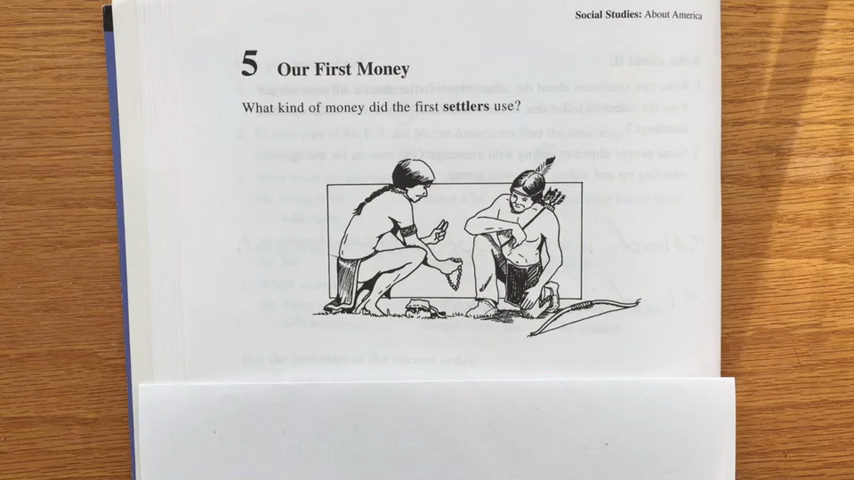 Social Studies: About America
5 Our First Money
What kind of money did the first settlers use?